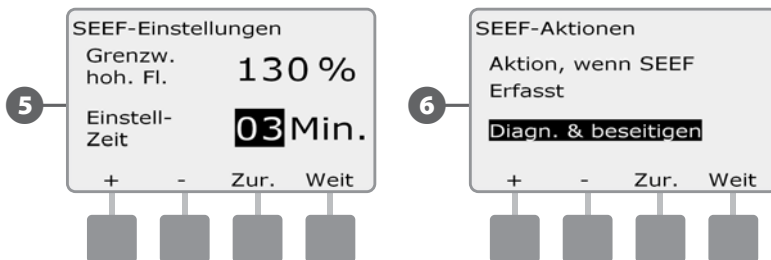 SEEF-Einstellungen
Grenzw.
hoh. Fl.
130 %
Einstell-
Zeit
03 Min.
+ - Zur. Weit
5
SEEF-Aktionen
Aktion, wenn SEEF
Erfasst
Diagn. & beseitigen
+ - Zur. Weit
6